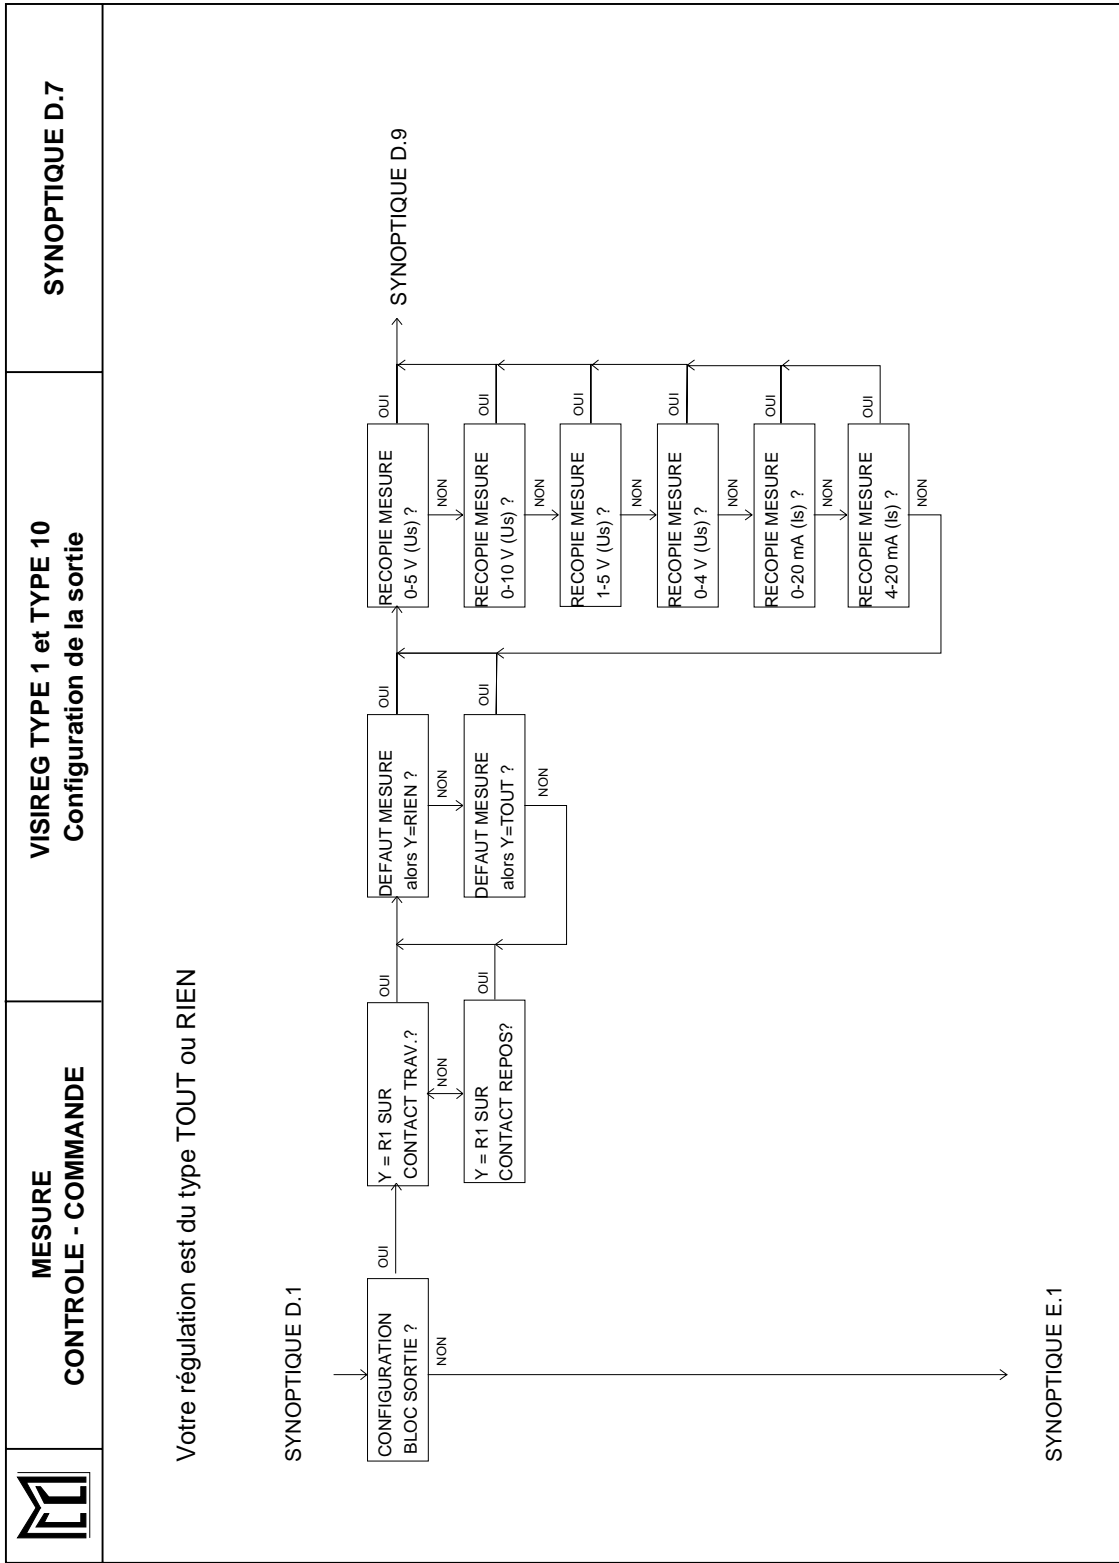 MESURE
CONTROLE - COMMANDE
VISIREG TYPE 1 et TYPE 10
Configuration de la sortie
SYNOPTIQUE D.7
Votre régulation est du type TOUT ou RIEN
SYNOPTIQUE D.1
CONFIGURATION
BLOC SORTIE ?
OUI
NON
SYNOPTIQUE E.1
Y = R1 SUR
CONTACT TRAV.?
OUI
NON
Y = R1 SUR
CONTACT REPOS?
OUI
DEFAUT MESURE
alors Y=RIEN ?
OUI
NON
DEFAUT MESURE
alors Y=TOUT ?
OUI
NON
RECOPIE MESURE
0-5 V (Us) ?
OUI
NON
RECOPIE MESURE
0-10 V (Us) ?
OUI
NON
RECOPIE MESURE
1-5 V (Us) ?
OUI
NON
RECOPIE MESURE
0-4 V (Us) ?
OUI
NON
RECOPIE MESURE
0-20 mA (Is) ?
OUI
NON
RECOPIE MESURE
4-20 mA (Is) ?
OUI
NON
SYNOPTIQUE D.9